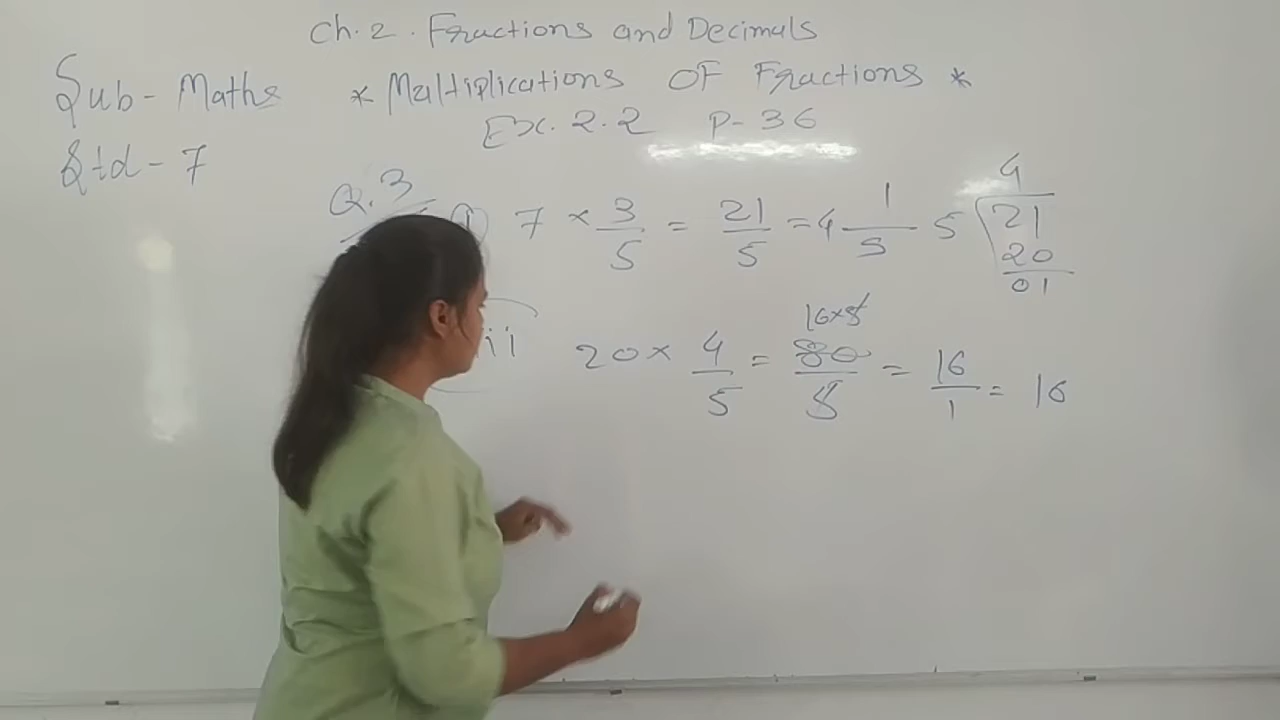 Ch. 2. Fractions and Decimals
Sub - Maths * Multiplications OF Fractions *
Ex. 2.2 P- 36
Std - 7
Q. 3
i 7 × 3/5 = 21/5 = 4 1/5
4
5 21
20
01
ii 20 × 4/5 = 80/5 = 16/1 = 16
16×5